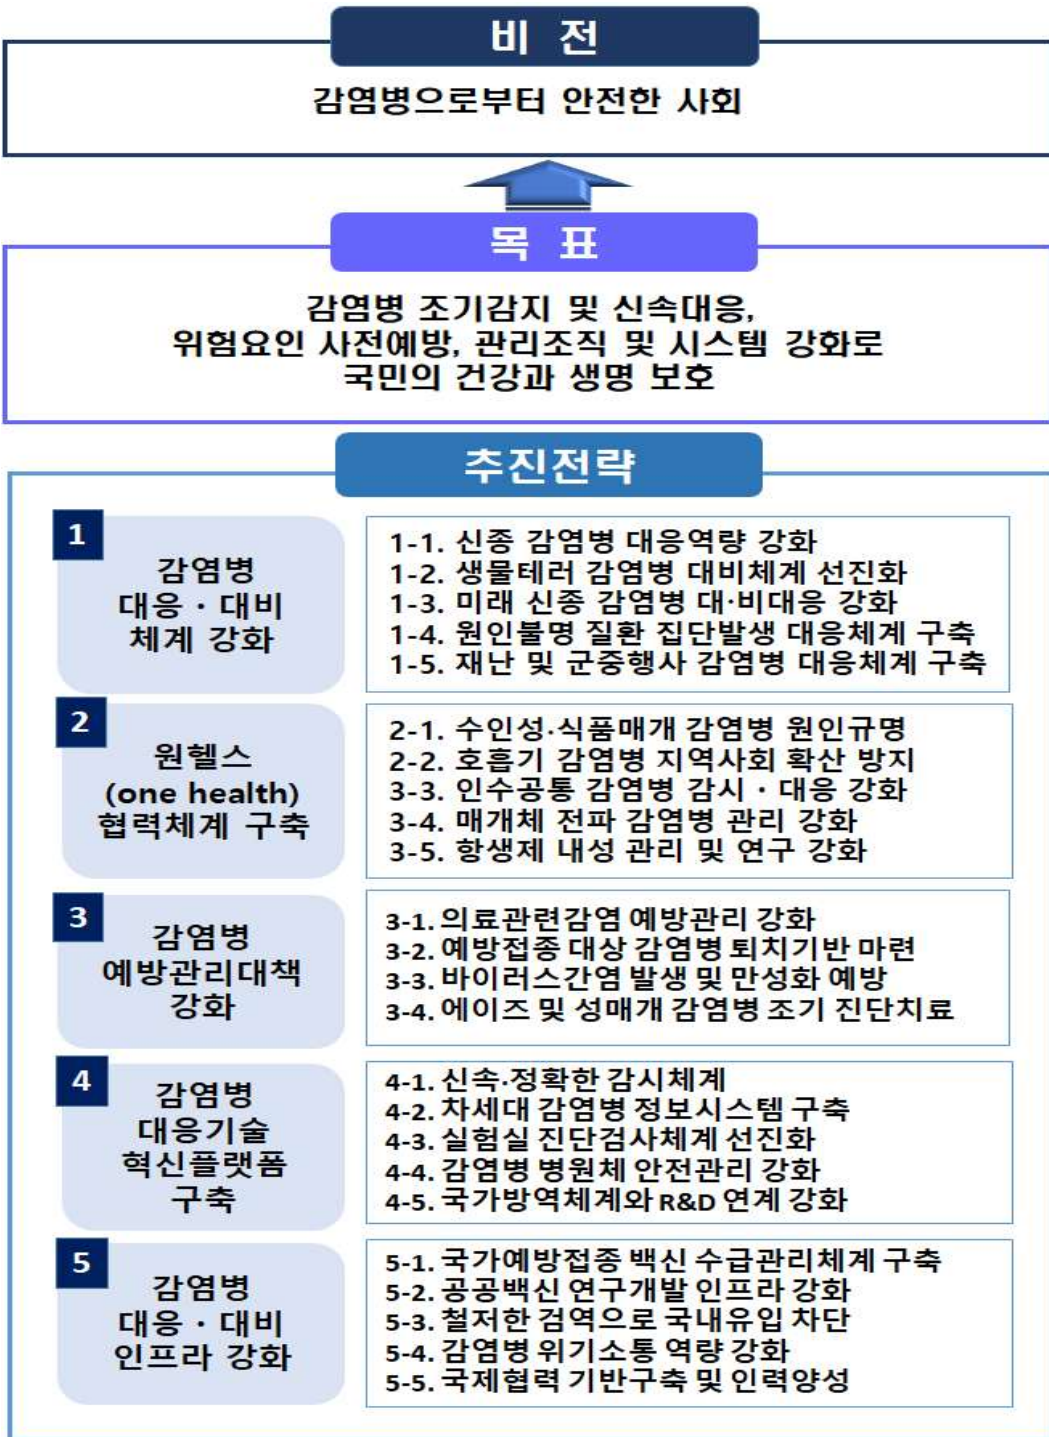 비 전
감염병으로부터 안전한 사회
목 표
감염병 조기감지 및 신속대응,
위험요인 사전예방, 관리조직 및 시스템 강화로
국민의 건강과 생명 보호
추진전략
1
감염병
대응・대비
체계 강화
1-1. 신종 감염병 대응역량 강화
1-2. 생물테러 감염병 대비체계 선진화
1-3. 미래 신종 감염병 대·비대응 강화
1-4. 원인불명 질환 집단발생 대응체계 구축
1-5. 재난 및 군중행사 감염병 대응체계 구축
2
원헬스
(one health)
협력체계 구축
2-1. 수인성·식품매개 감염병 원인규명
2-2. 호흡기 감염병 지역사회 확산 방지
3-3. 인수공통 감염병 감시・대응 강화
3-4. 매개체 전파 감염병 관리 강화
3-5. 항생제 내성 관리 및 연구 강화
3
감염병
예방관리대책
강화
3-1. 의료관련감염 예방관리 강화
3-2. 예방접종 대상 감염병 퇴치기반 마련
3-3. 바이러스간염 발생 및 만성화 예방
3-4. 에이즈 및 성매개 감염병 조기 진단치료
4
감염병
대응기술
혁신플랫폼
구축
4-1. 신속·정확한 감시체계
4-2. 차세대 감염병 정보시스템 구축
4-3. 실험실 진단검사체계 선진화
4-4. 감염병 병원체 안전관리 강화
4-5. 국가방역체계와 R&D 연계 강화
5
감염병
대응・대비
인프라 강화
5-1. 국가예방접종 백신 수급관리체계 구축
5-2. 공공백신 연구개발 인프라 강화
5-3. 철저한 검역으로 국내유입 차단
5-4. 감염병 위기소통 역량 강화
5-5. 국제협력 기반구축 및 인력양성